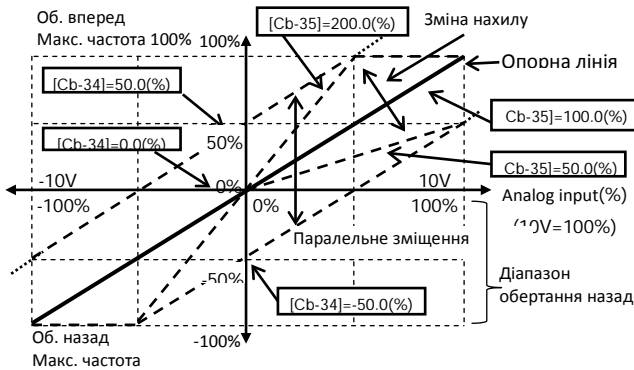 Об. вперед
Макс. частота 100%
100%
[Cb-35]=200.0(%)
Зміна нахилу
Опорна лінія
[Cb-34]=50.0(%)
Cb-35]=100.0(%)
50%
[Cb-34]=0.0(%)
Cb-35]=50.0(%)
0%
-10V
10V
-100%
0%
100%
Analog input(%)
(10V=100%)
Паралельне зміщення
-50%
Діапазон
обертання назад
[Cb-34]=-50.0(%)
Об. назад
Макс. частота
-100%